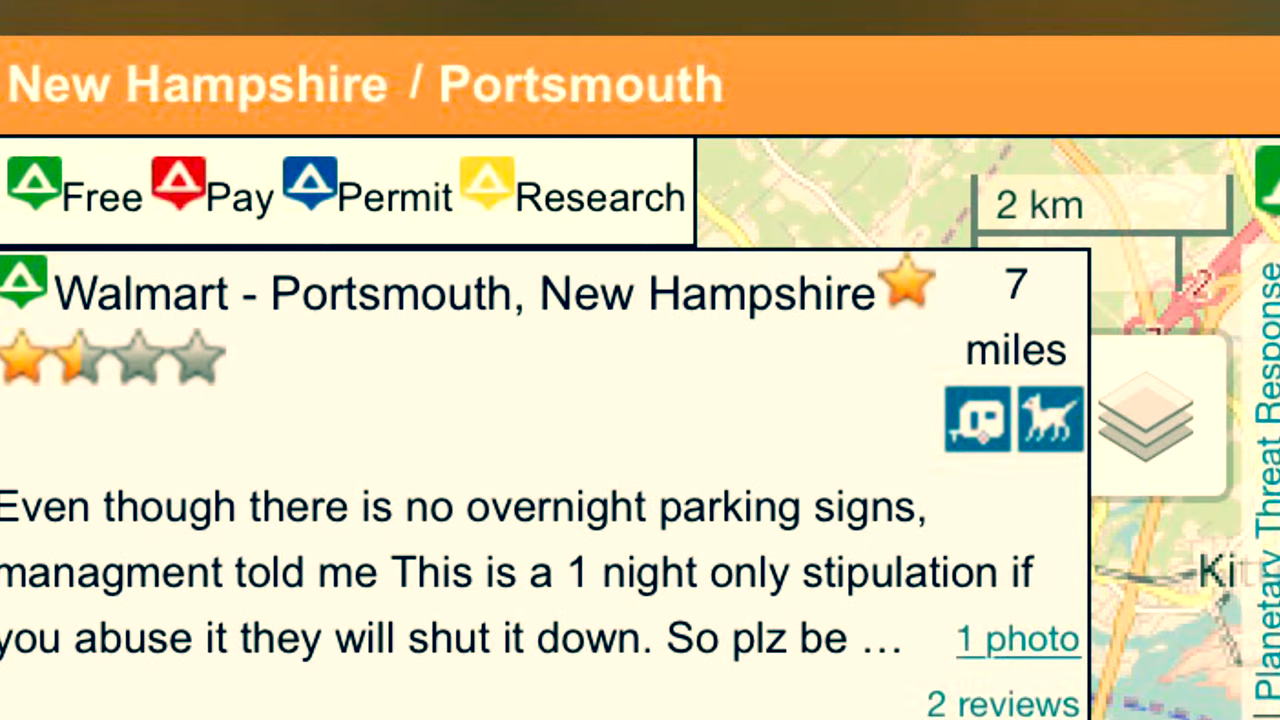 New Hampshire / Portsmouth
Free Pay Permit Research
2 km
Walmart - Portsmouth, New Hampshire
7
miles
Even though there is no overnight parking signs,
managment told me This is a 1 night only stipulation if
you abuse it they will shut it down. So plz be …
1 photo
2 reviews
Planetary Threat Response